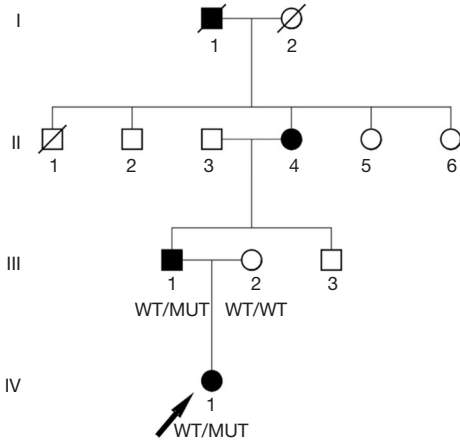 I
1 2
II
1 2 3 4 5 6
III
1 2 3
WT/MUT WT/WT
IV
1
WT/MUT